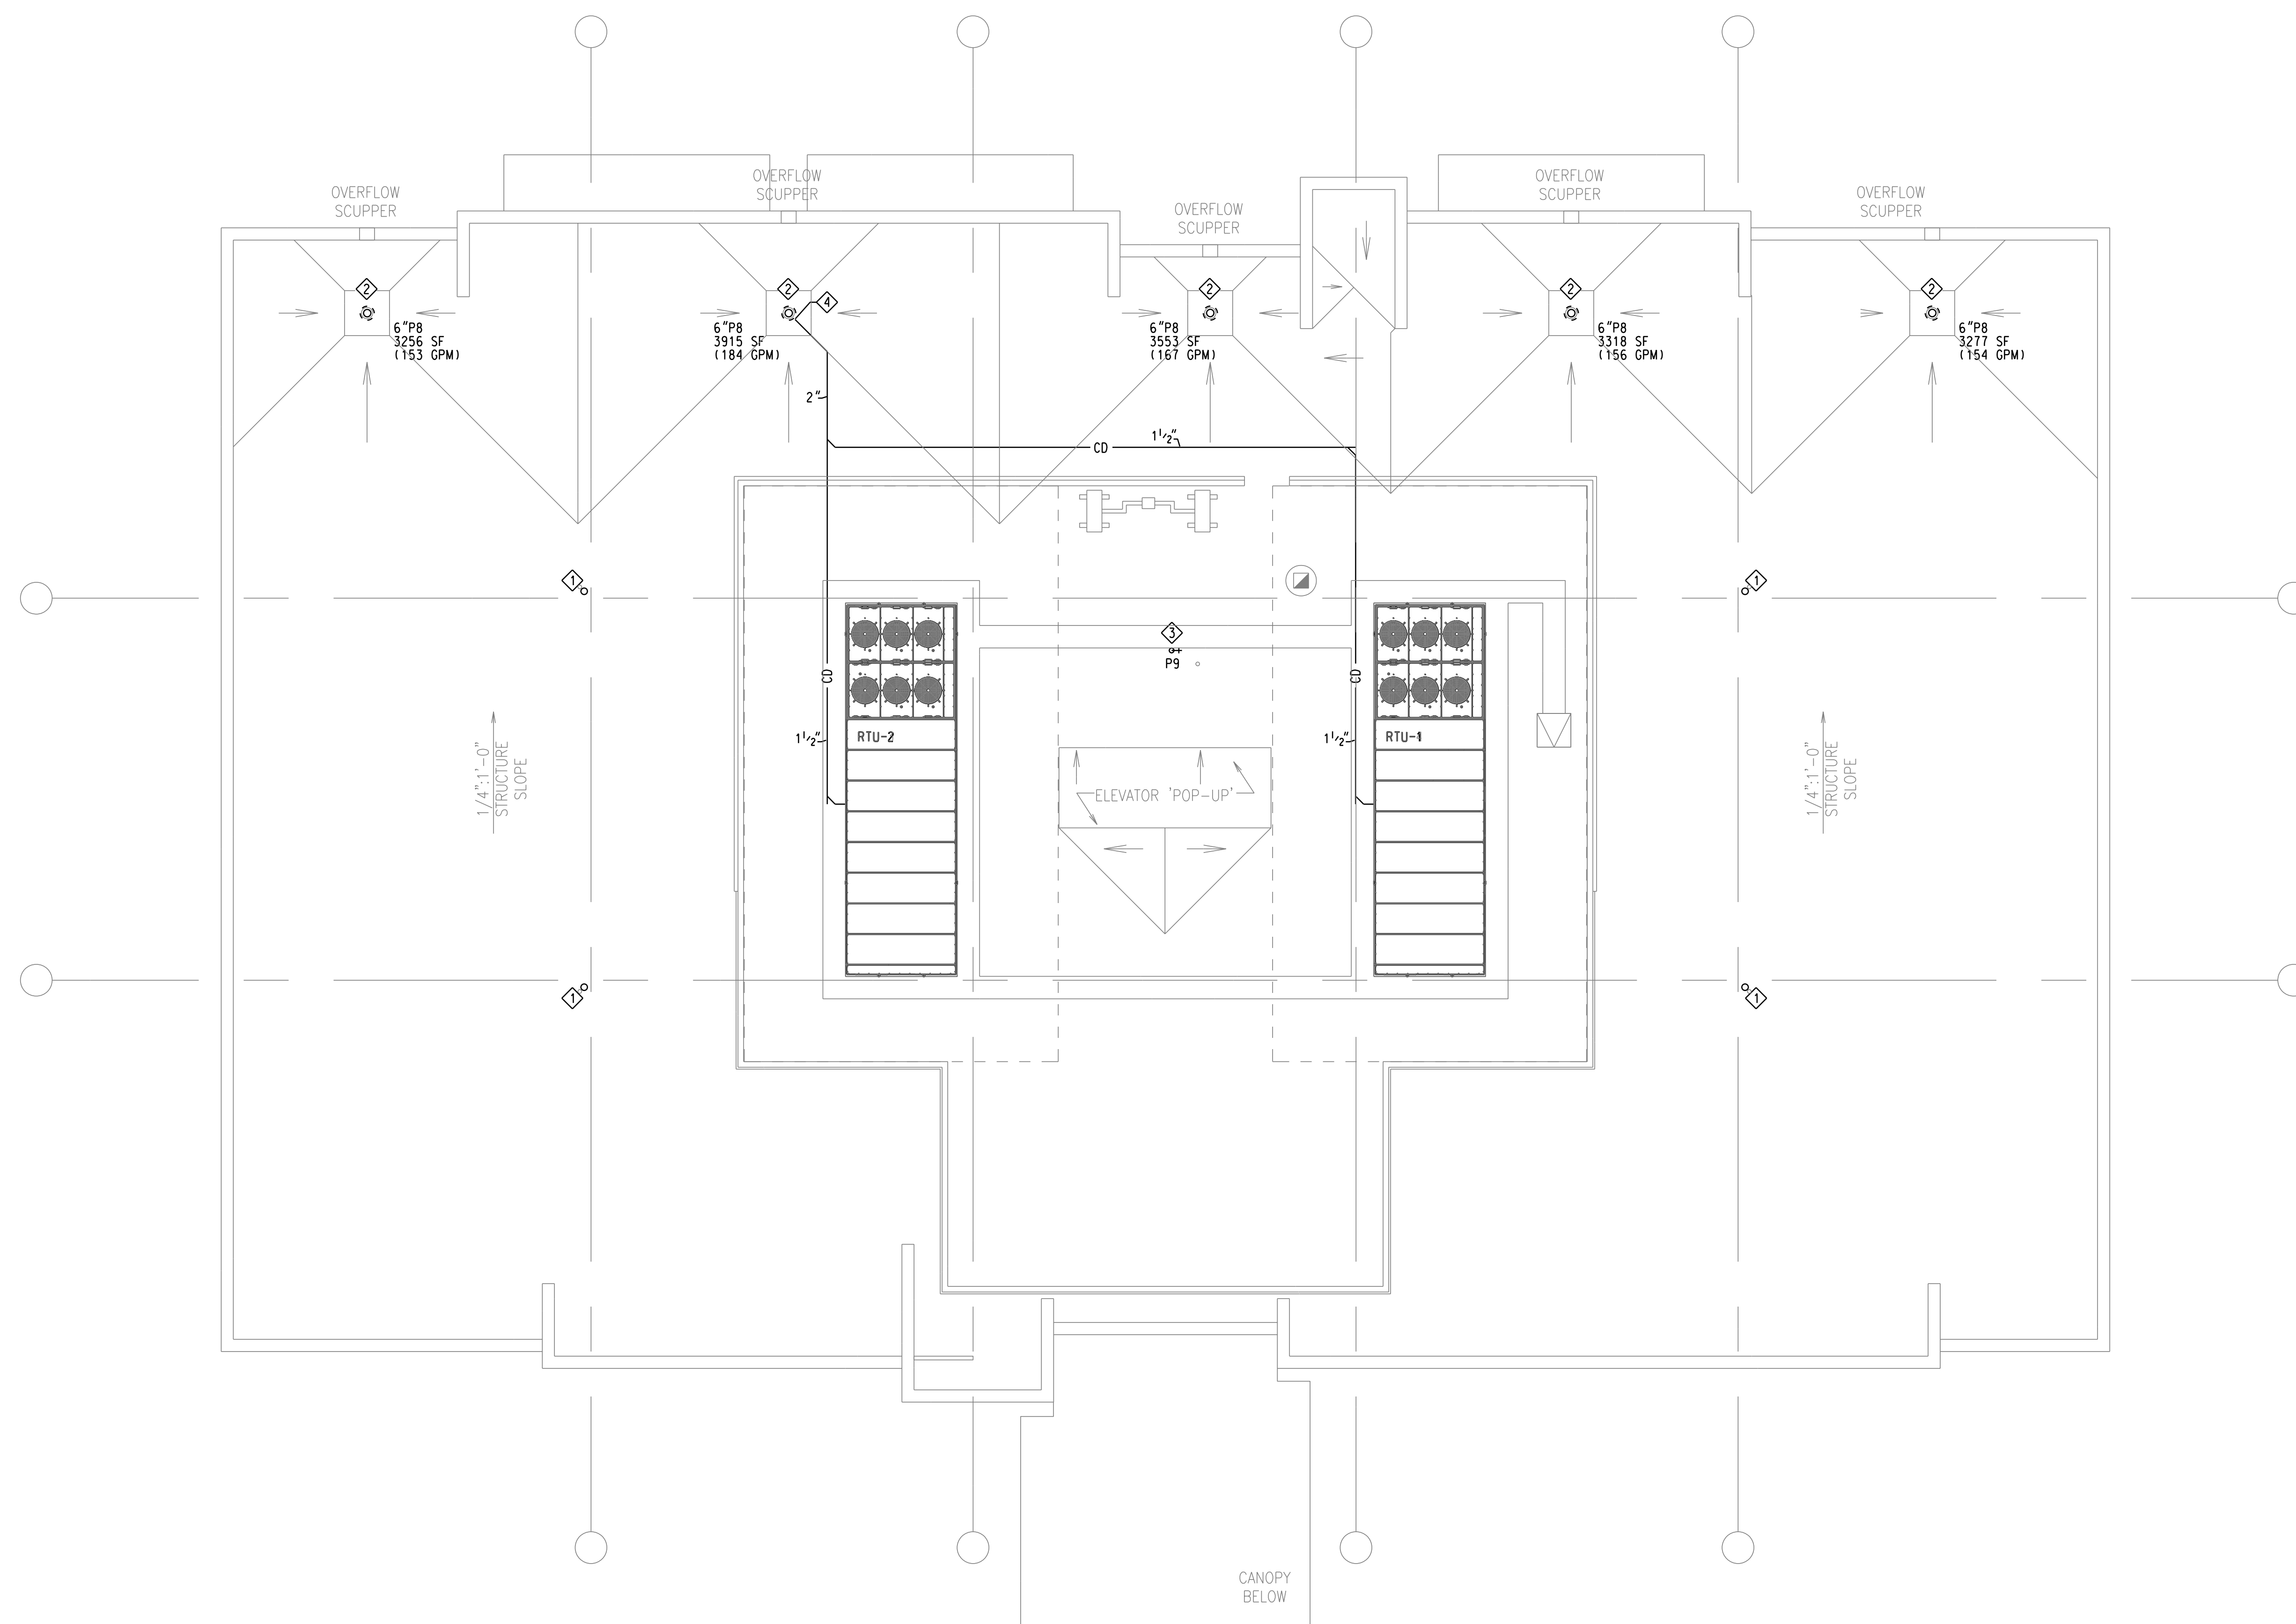 OVERFLOW
SCUPPER
OVERFLOW
SCUPPER
OVERFLOW
SCUPPER
OVERFLOW
SCUPPER
OVERFLOW
SCUPPER
2
2
4
2
2
2
6"P8
3256 SF
(153 GPM)
6"P8
3915 SF
(184 GPM)
6"P8
3553 SF
(167 GPM)
6"P8
3318 SF
(156 GPM)
6"P8
3277 SF
(154 GPM)
2"
1 1/2"
CD
1
1
3
P9
CD
CD
1 1/2"
RTU-2
1 1/2"
RTU-1
1/4":1'-0"
STRUCTURE
SLOPE
ELEVATOR 'POP-UP'
1/4":1'-0"
STRUCTURE
SLOPE
1
1
CANOPY
BELOW